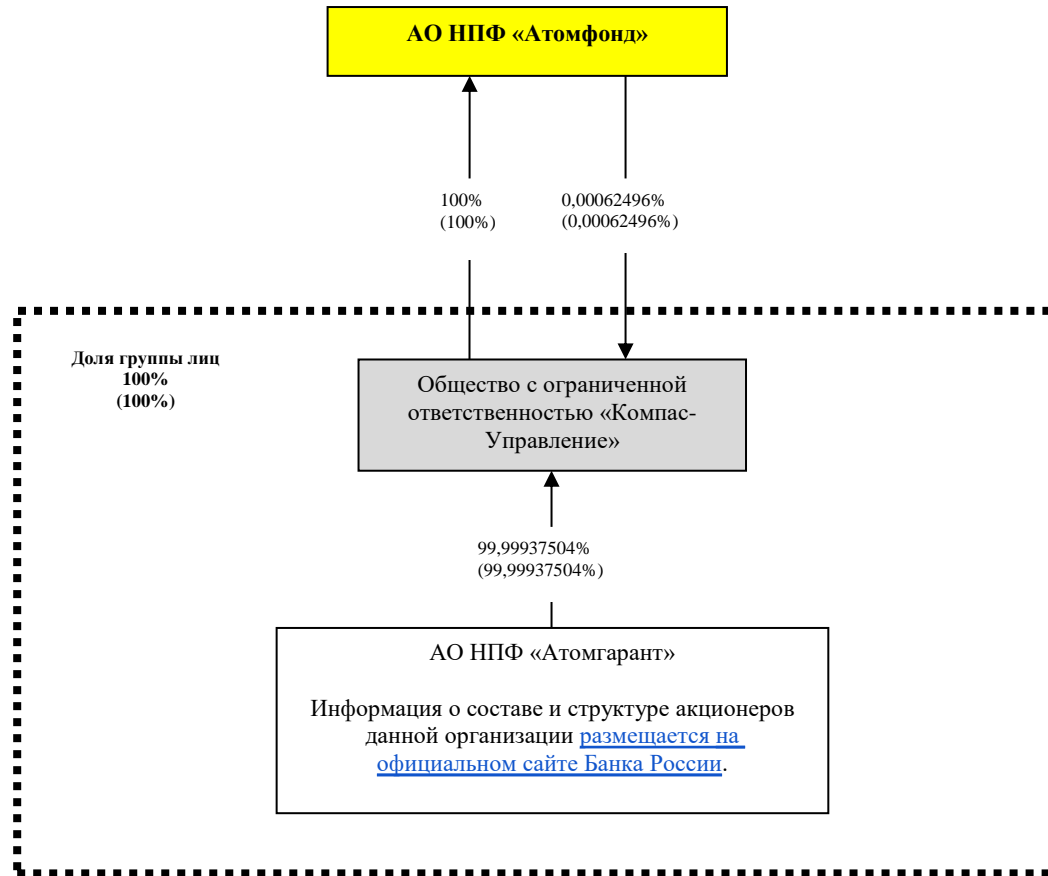 АО НПФ «Атомфонд»
100%
(100%)
0,00062496%
(0,00062496%)
Доля группы лиц
100%
(100%)
Общество с ограниченной
ответственностью «Компас-
Управление»
99,99937504%
(99,99937504%)
АО НПФ «Атомгарант»
Информация о составе и структуре акционеров
данной организации размещается на
официальном сайте Банка России.